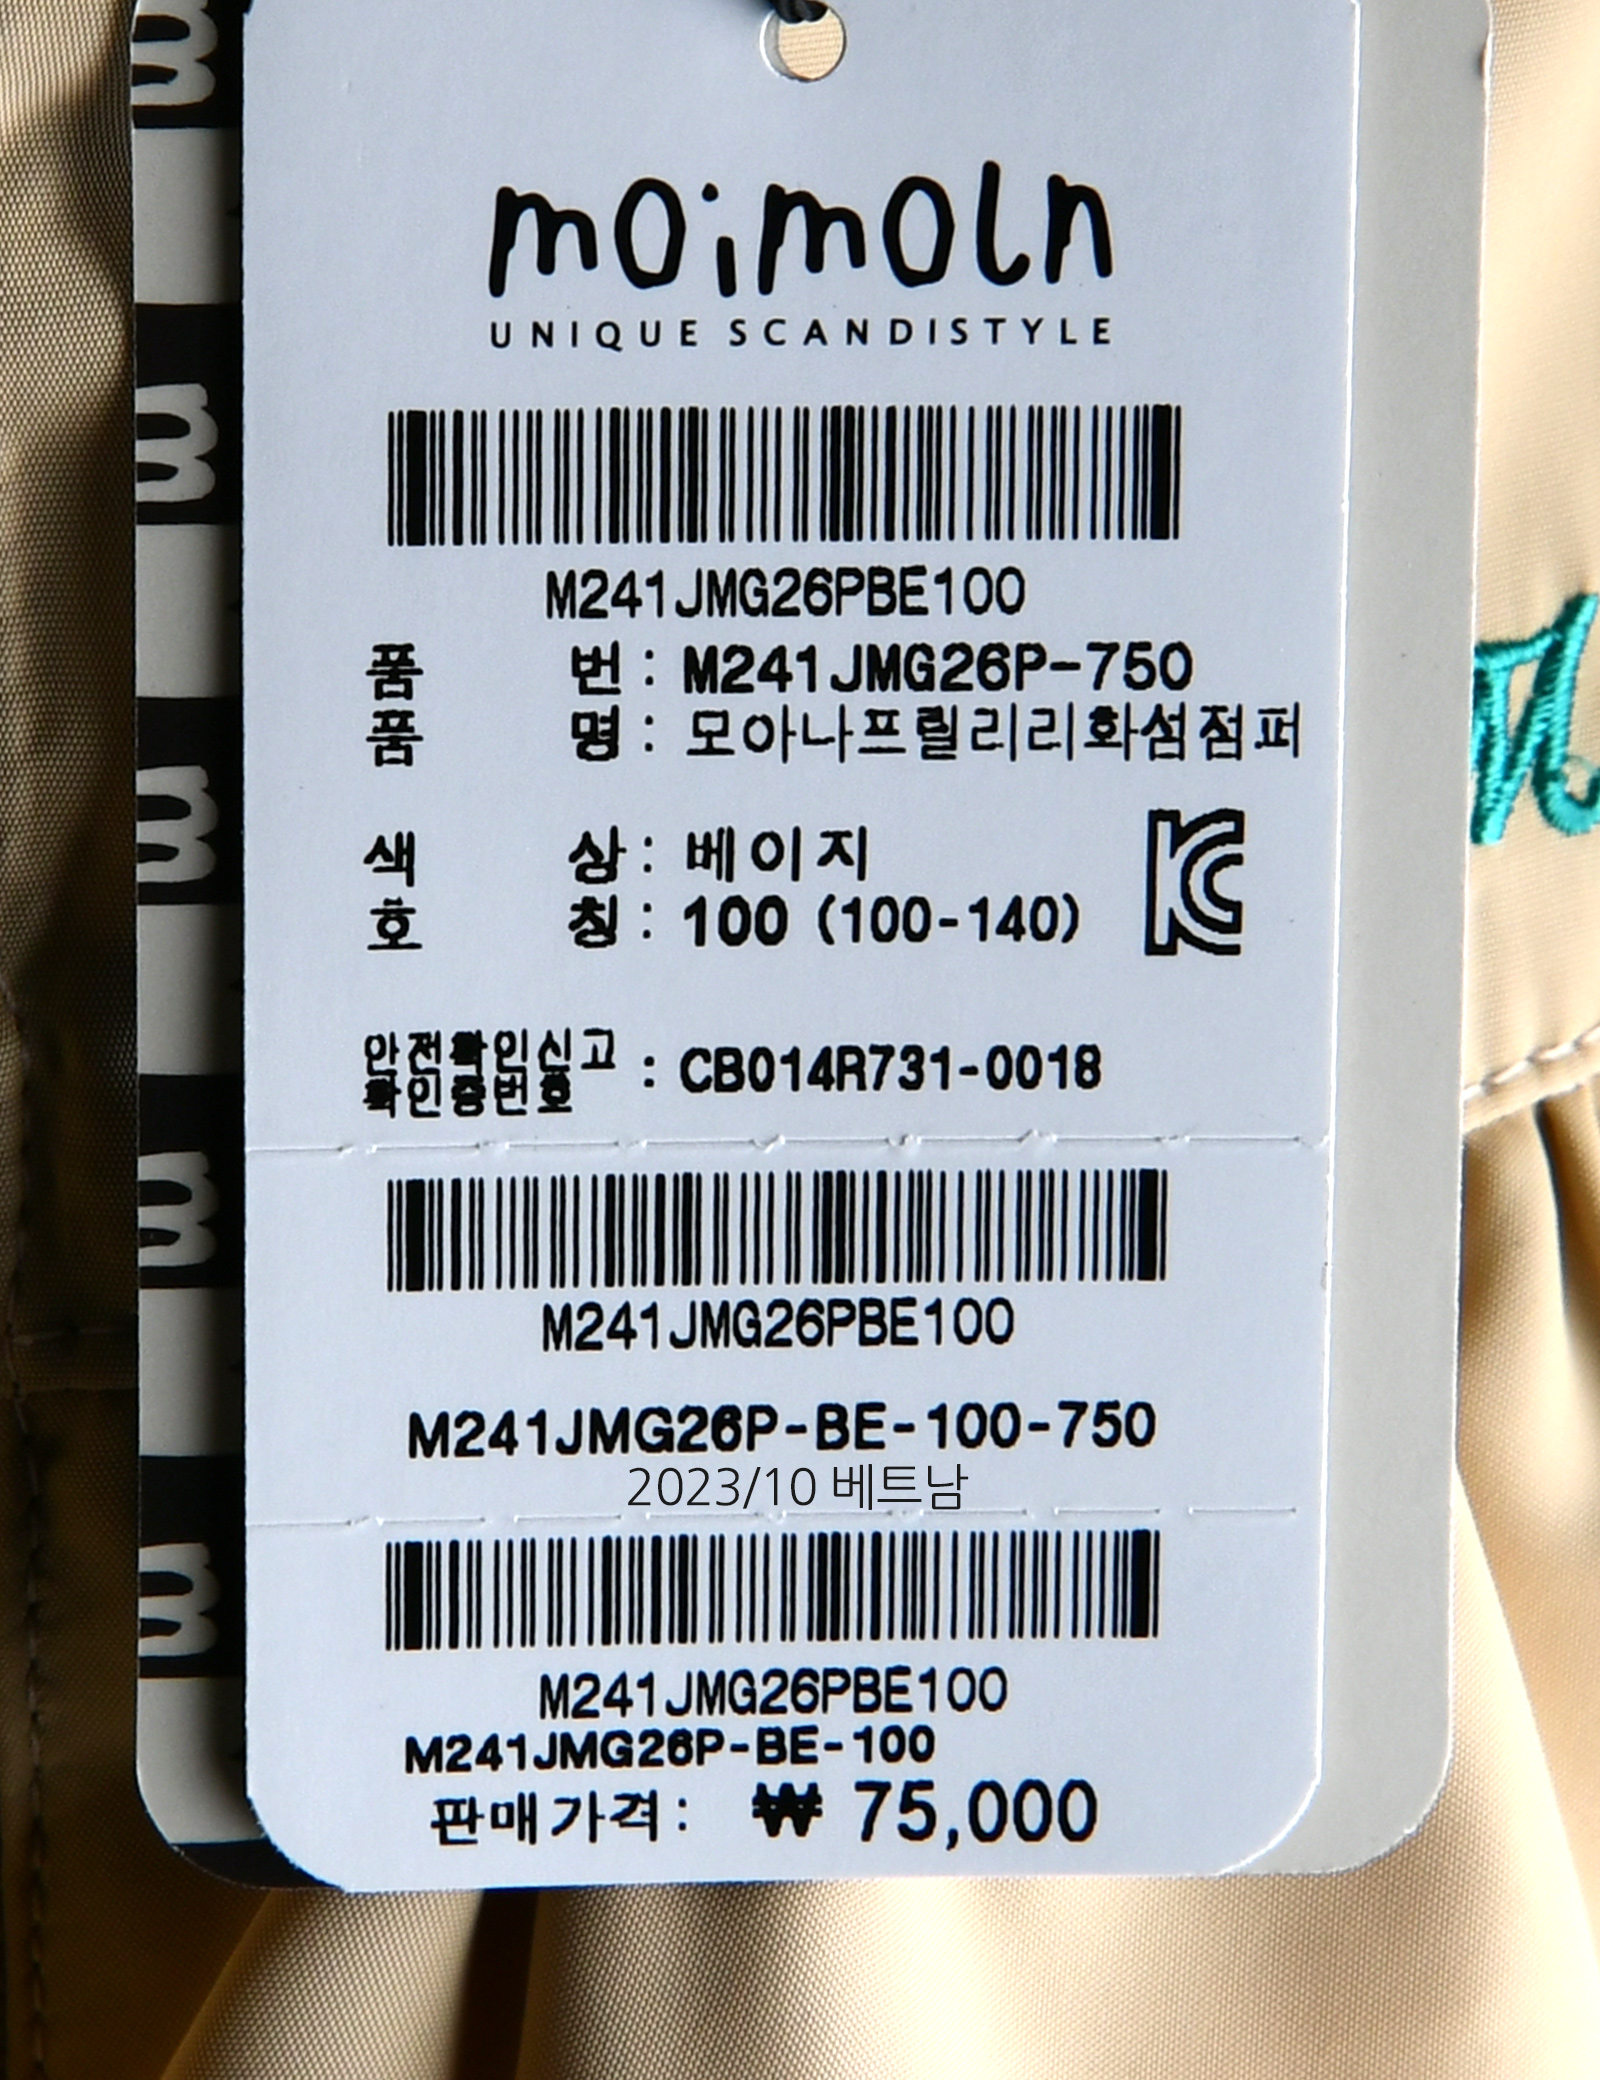 moimoln
UNIQUE SCANDISTYLE
M241JMG26PBE100
품 번 : M241JMG26P-750
품 명 : 모아나프릴리리화섬점퍼
색 상 : 베이지
호 칭 : 100 (100-140)
안전확인신고
확인증번호 : CB014R731-0018
M241JMG26PBE100
M241JMG26P-BE-100-750
2023/10 베트남
M241JMG26PBE100
M241JMG26P-BE-100
판매가격: ₩ 75,000